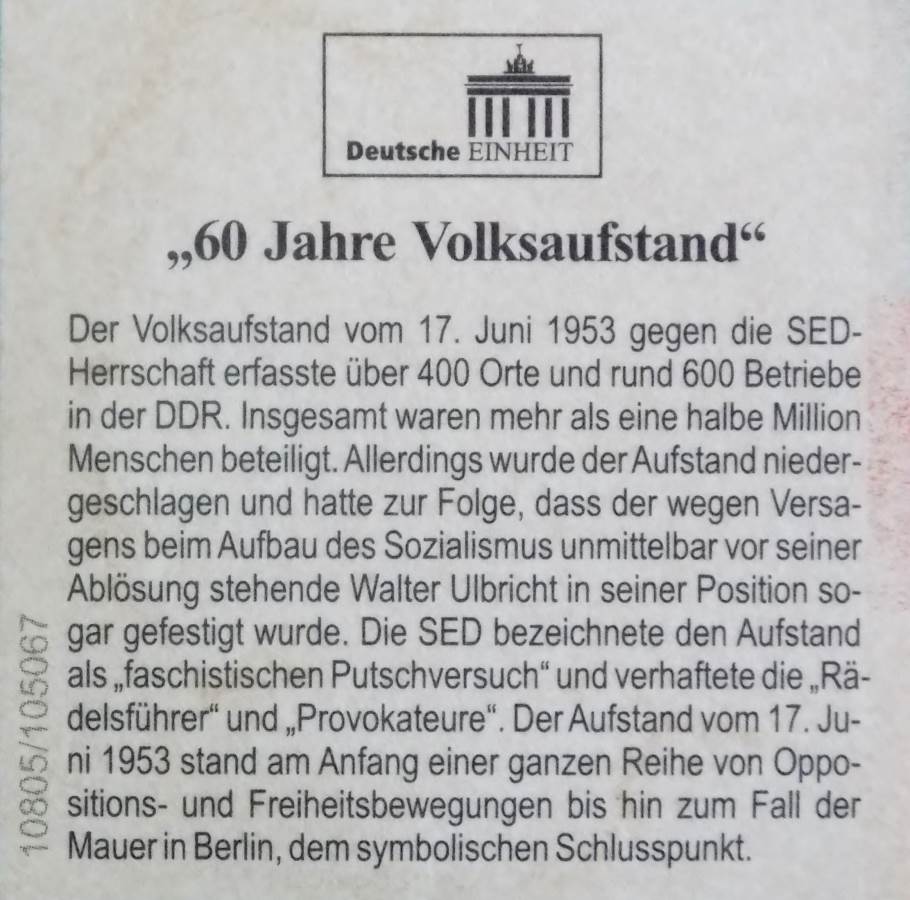 Deutsche EINHEIT
„60 Jahre Volksaufstand“
Der Volksaufstand vom 17. Juni 1953 gegen die SED-
Herrschaft erfasste über 400 Orte und rund 600 Betriebe
in der DDR. Insgesamt waren mehr als eine halbe Million
Menschen beteiligt. Allerdings wurde der Aufstand nieder-
geschlagen und hatte zur Folge, dass der wegen Versa-
gens beim Aufbau des Sozialismus unmittelbar vor seiner
Ablösung stehende Walter Ulbricht in seiner Position so-
gar gefestigt wurde. Die SED bezeichnete den Aufstand
als „faschistischen Putschversuch“ und verhaftete die „Rä-
delsführer“ und „Provokateure“. Der Aufstand vom 17. Ju-
ni 1953 stand am Anfang einer ganzen Reihe von Oppo-
sitions- und Freiheitsbewegungen bis hin zum Fall der
Mauer in Berlin, dem symbolischen Schlusspunkt.
10805/105067